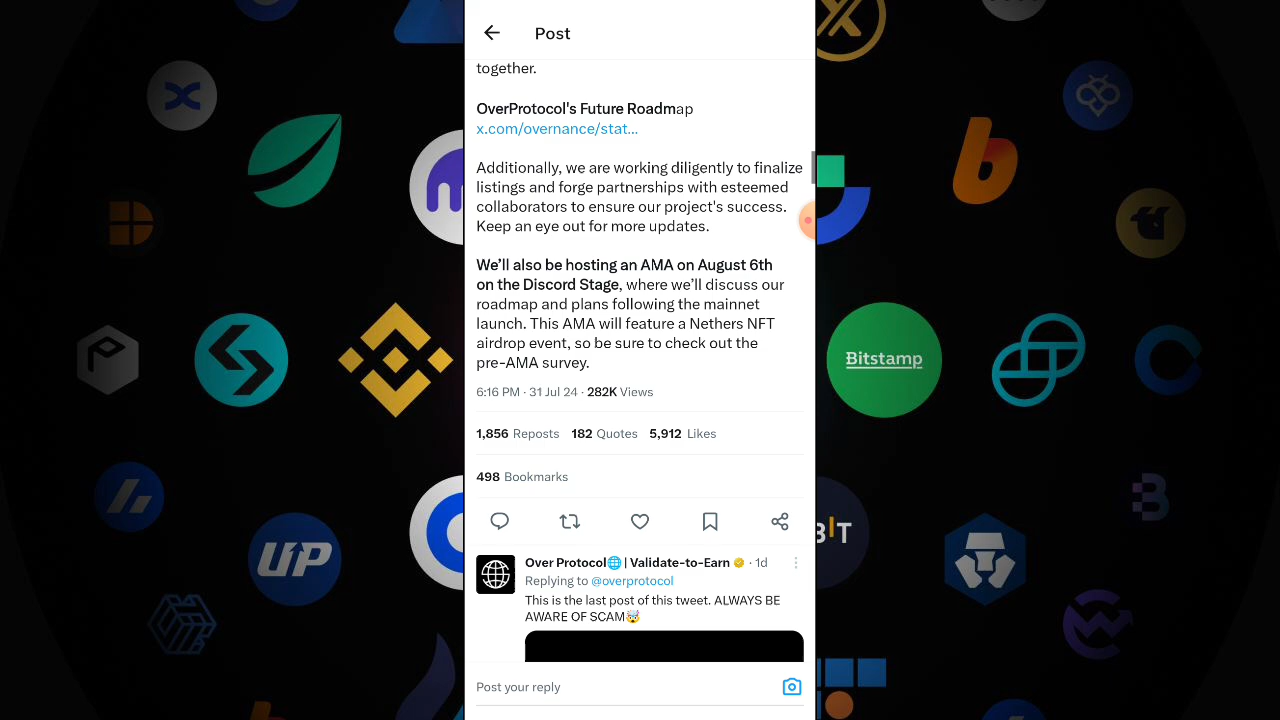 Post
together.
OverProtocol's Future Roadmap
x.com/overnance/stat...
Additionally, we are working diligently to finalize
listings and forge partnerships with esteemed
collaborators to ensure our project's success.
Keep an eye out for more updates.
We'll also be hosting an AMA on August 6th
on the Discord Stage, where we'll discuss our
roadmap and plans following the mainnet
launch. This AMA will feature a Nethers NFT
airdrop event, so be sure to check out the
pre-AMA survey.
6:16 PM · 31 Jul 24 · 282K Views
1,856 Reposts 182 Quotes 5,912 Likes
498 Bookmarks
Over Protocol🌐 | Validate-to-Earn · 1d
Replying to @overprotocol
This is the last post of this tweet. ALWAYS BE
AWARE OF SCAM🤯
Post your reply
Bitstamp
UP